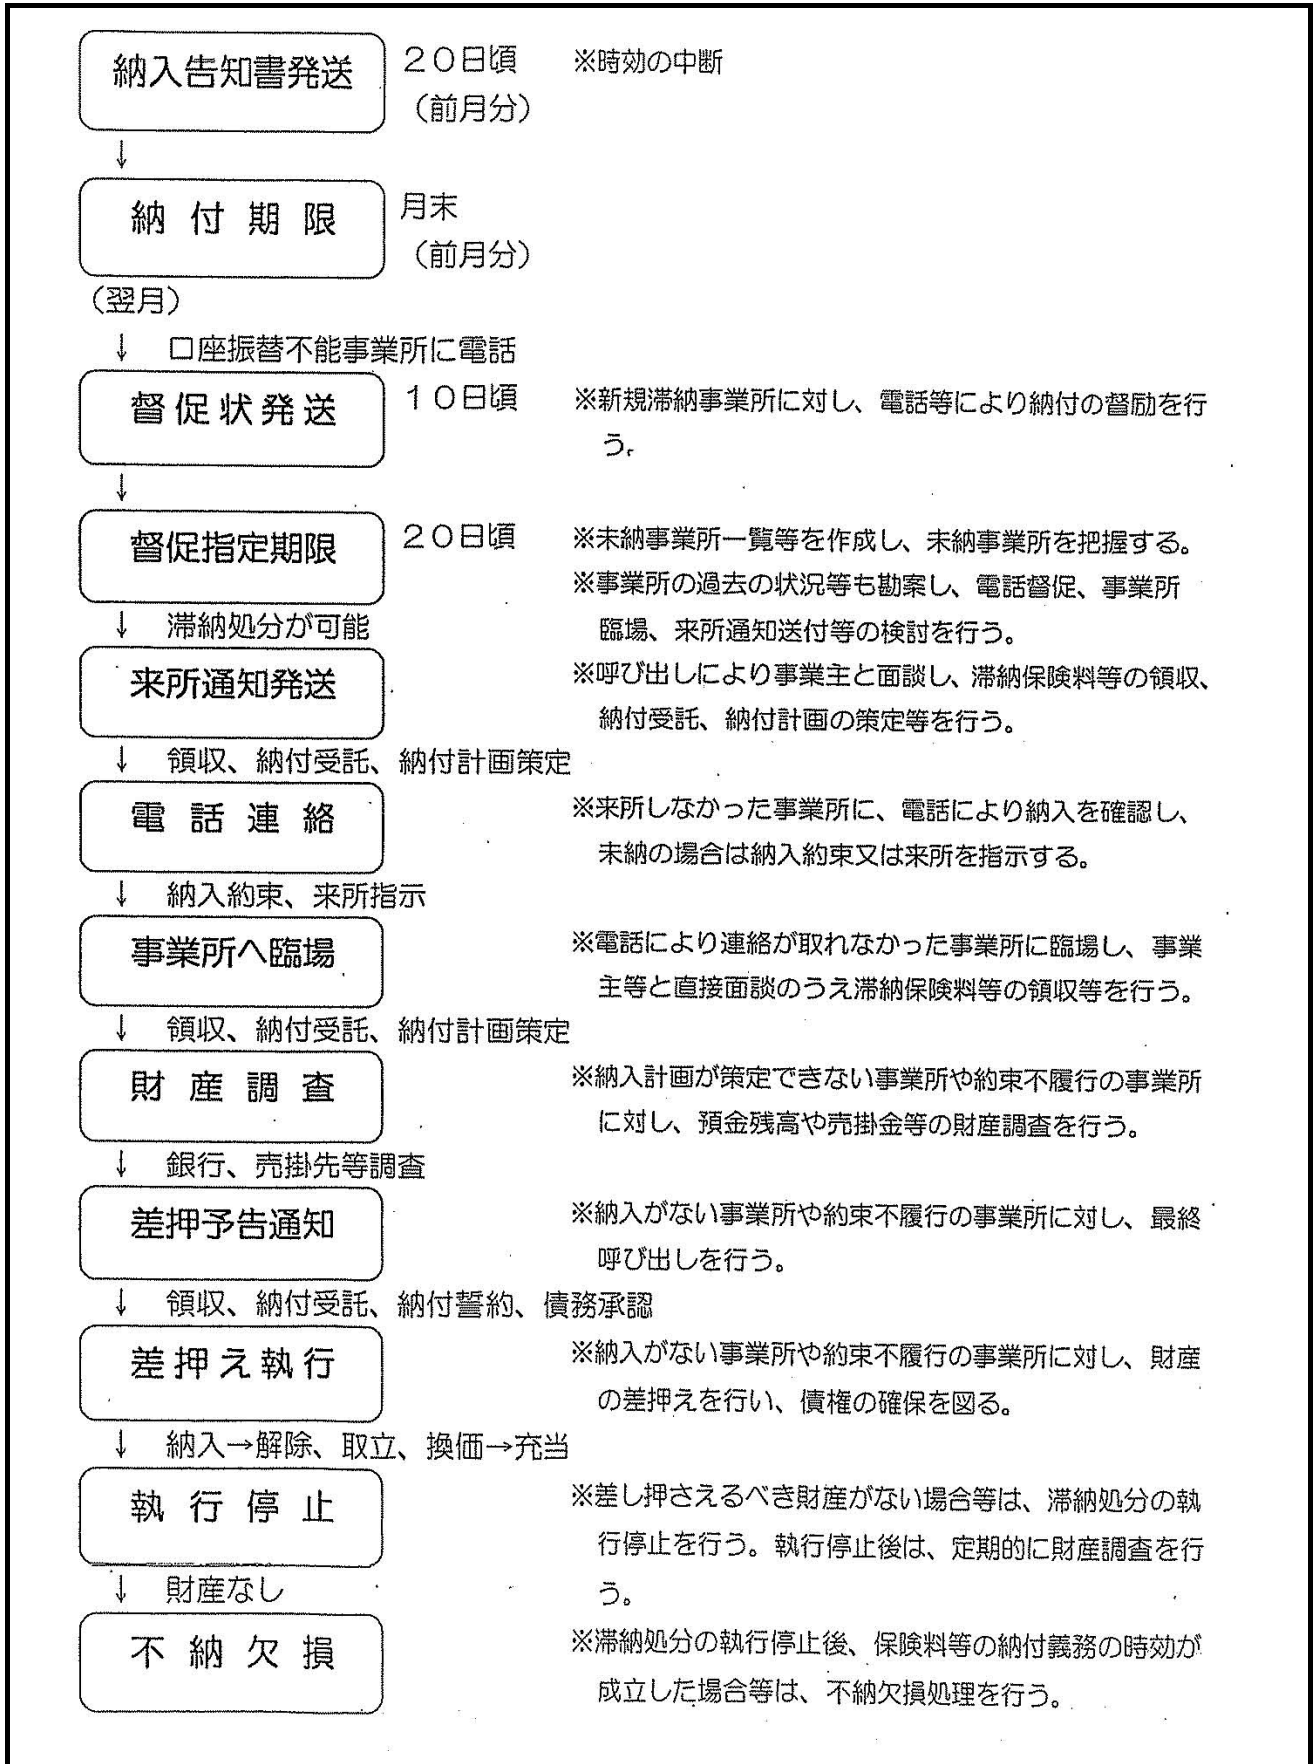 納入告知書発送 20日頃 ※時効の中断
(前月分)
↓
納付期限 月末
(前月分)
(翌月)
↓ 口座振替不能事業所に電話
督促状発送 10日頃 ※新規滞納事業所に対し、電話等により納付の督励を行
う。
↓
督促指定期限 20日頃 ※未納事業所一覧等を作成し、未納事業所を把握する。
※事業所の過去の状況等も勘案し、電話督促、事業所
↓ 滞納処分が可能 臨場、来所通知送付等の検討を行う。
来所通知発送 ※呼び出しにより事業主と面談し、滞納保険料等の領収、
納付受託、納付計画の策定等を行う。
↓ 領収、納付受託、納付計画策定
電話連絡 ※来所しなかった事業所に、電話により納入を確認し、
未納の場合は納入約束又は来所を指示する。
↓ 納入約束、来所指示
事業所へ臨場 ※電話により連絡が取れなかった事業所に臨場し、事業
主等と直接面談のうえ滞納保険料等の領収等を行う。
↓ 領収、納付受託、納付計画策定
財産調査 ※納入計画が策定できない事業所や約束不履行の事業所
に対し、預金残高や売掛金等の財産調査を行う。
↓ 銀行、売掛先等調査
差押予告通知 ※納入がない事業所や約束不履行の事業所に対し、最終
呼び出しを行う。
↓ 領収、納付受託、納付誓約、債務承認
差押え執行 ※納入がない事業所や約束不履行の事業所に対し、財産
の差押えを行い、債権の確保を図る。
↓ 納入→解除、取立、換価→充当
執行停止 ※差し押さえるべき財産がない場合等は、滞納処分の執
行停止を行う。執行停止後は、定期的に財産調査を行
↓ 財産なし う。
不納欠損 ※滞納処分の執行停止後、保険料等の納付義務の時効が
成立した場合等は、不納欠損処理を行う。